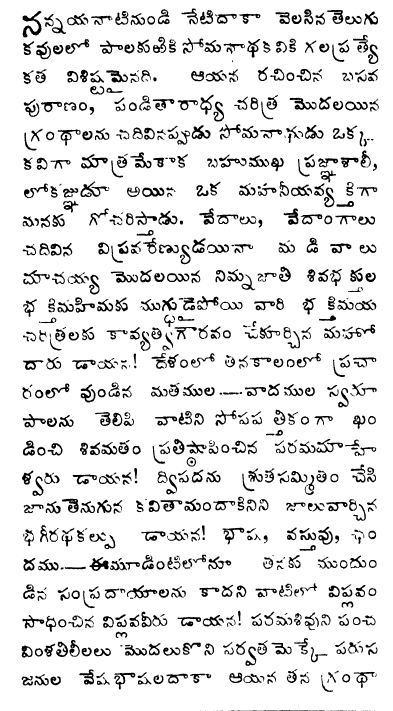 నన్నయనాటినుండి నేటిదాకా వెలసిన తెలుగు
కవులలో పాలకుఱికి సోమనాథకవికి గలప్రత్యే
కత విశిష్టమైనది. ఆయన రచించిన బసవ
పురాణం, పండితారాధ్య చరిత్ర మొదలయిన
గ్రంథాలను చదివినప్పుడు సోమనాథుడు ఒక్క
కవిగా మాత్రమేకాక బహుముఖ ప్రజ్ఞాశాలీ,
లోకజ్ఞుడూ అయిన ఒక మహనీయవ్యక్తిగా
మనకు గోచరిస్తాడు. వేదాలు, వేదాంగాలు
చదివిన విప్రవరేణ్యుడయినా మడివాలు
మాచయ్య మొదలయిన నిమ్నజాతి శివభక్తుల
భక్తిమహిమకు ముగ్ధుడైపోయి వారి భక్తిమయ
చరిత్రలకు కావ్యత్వగౌరవం చేకూర్చిన మహో
దారు డాయన! దేశంలో తనకాలంలో ప్రచా
రంలో వుండిన మతముల—వాదముల స్వరూ
పాలను తెలిపి వాటిని సోపపత్తికంగా ఖం
డించి శివమతం ప్రతిష్ఠాపించిన పరమమాహే
శ్వరు డాయన! ద్విపదను శ్రుతసమ్మితం చేసి
జానుతెనుగున కవితామందాకినిని జాలువార్చిన
భగీరథకల్పు డాయన! భాష, వస్తువు, ఛం
దము—ఈమూడింటిలోనూ తనకు ముందుం
డిన సంప్రదాయాలను కాదని వాటిలో విప్లవం
సాధించిన విప్లవవీరు డాయన! పరమశివుని పంచ
వింశతిలీలలు మొదలుకొని పర్వతమెక్కే పరుస
జనుల వేషభాషలదాకా ఆయన తన గ్రంథా